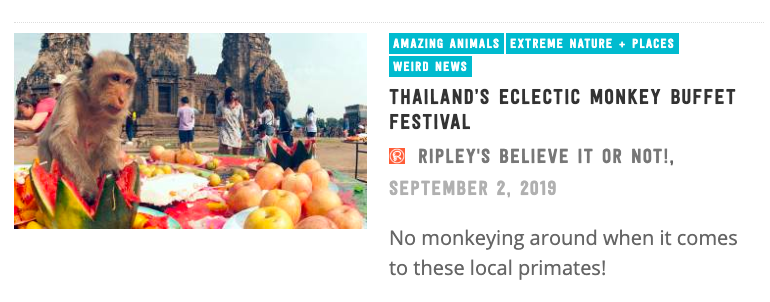 AMAZING ANIMALS EXTREME NATURE + PLACES
WEIRD NEWS
THAILAND'S ECLECTIC MONKEY BUFFET
FESTIVAL
R RIPLEY'S BELIEVE IT OR NOT!,
SEPTEMBER 2, 2019
No monkeying around when it comes
to these local primates!